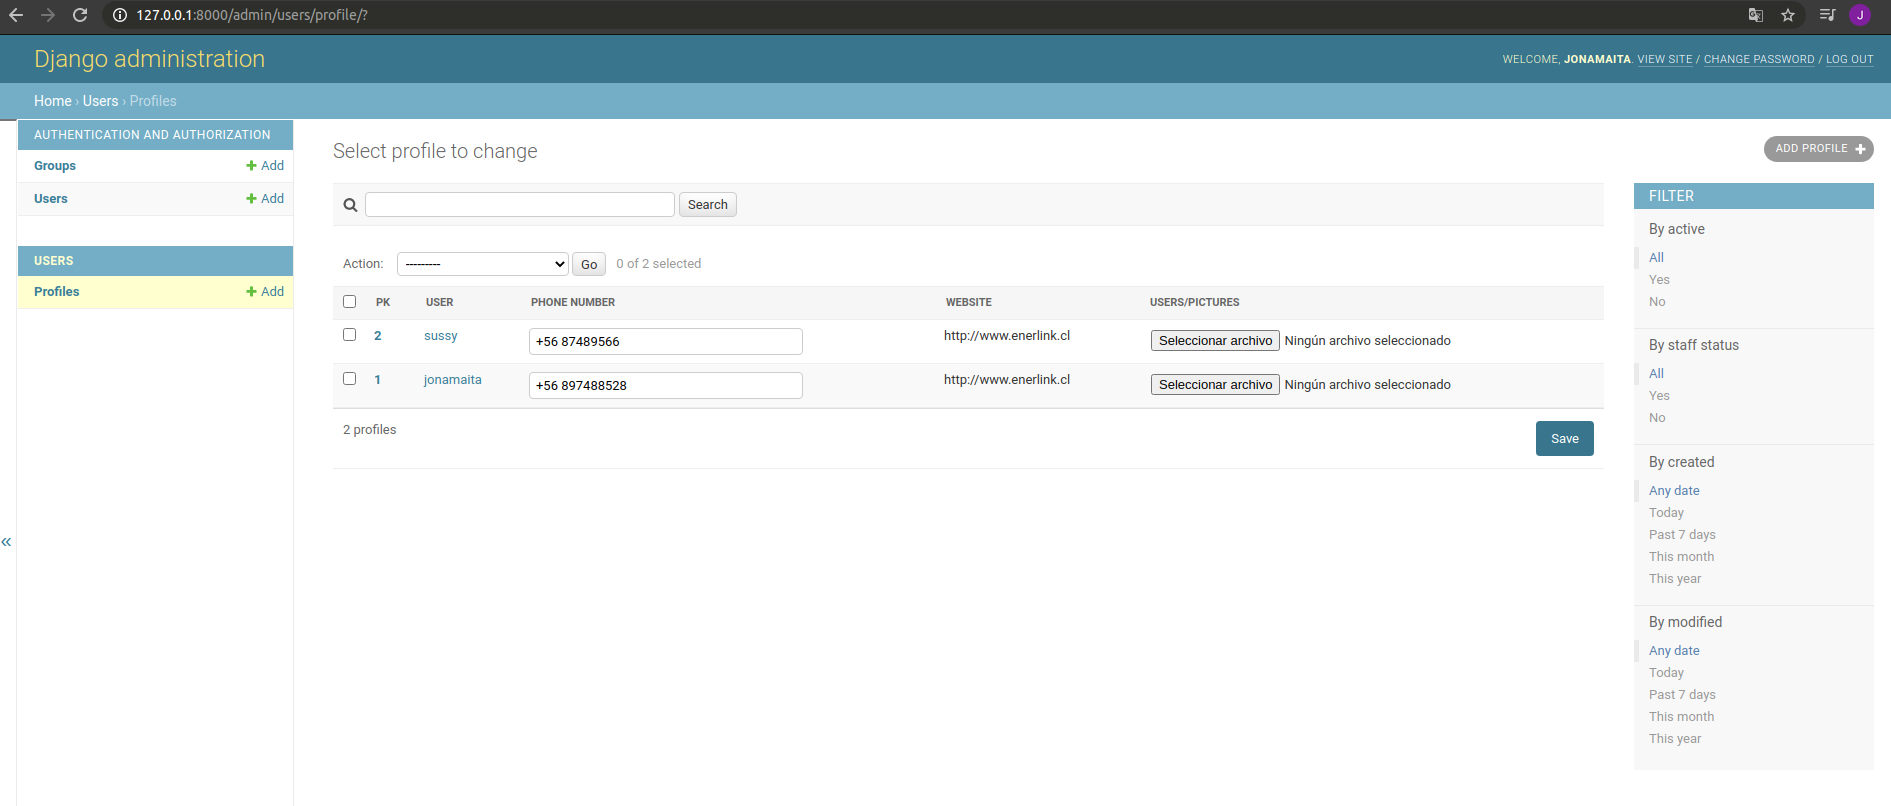 127.0.0.1:8000/admin/users/profile/?
J
Django administration
WELCOME, JONAMAITA. VIEW SITE / CHANGE PASSWORD / LOG OUT
Home › Users › Profiles
AUTHENTICATION AND AUTHORIZATION
Groups + Add
Users + Add
USERS
Profiles + Add
«
Select profile to change
ADD PROFILE +
Search
Action: --------- Go 0 of 2 selected
PK USER PHONE NUMBER WEBSITE USERS/PICTURES
2 sussy +56 87489566 http://www.enerlink.cl Seleccionar archivo Ningún archivo seleccionado
1 jonamaita +56 897488528 http://www.enerlink.cl Seleccionar archivo Ningún archivo seleccionado
2 profiles
Save
FILTER
By active
All
Yes
No
By staff status
All
Yes
No
By created
Any date
Today
Past 7 days
This month
This year
By modified
Any date
Today
Past 7 days
This month
This year